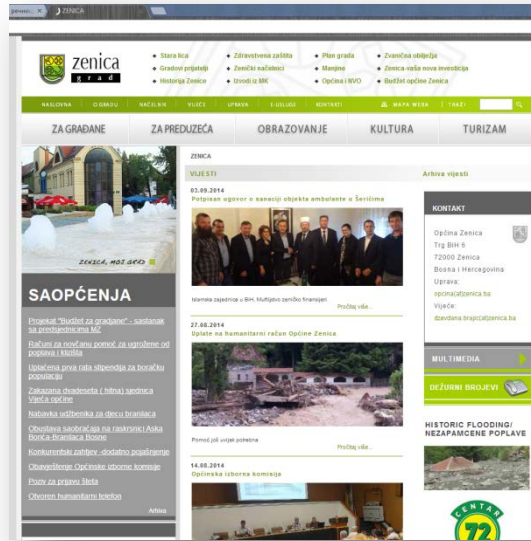 ZENICA
zenica
grad
Stara lica
Gradovi prijatelji
Historija Zenice
Zdravstvena zaštita
Zenički načelnici
Izvodi iz MK
Plan grada
Manjine
Općina i NVO
Zvanična obilježja
Zenica-vaša nova investicija
Budžet općine Zenica
NASLOVNA O GRADU NAČELNIK VIJEĆE UPRAVA E-USLUGE KONTAKTI MAPA WEBA TRAŽI
ZA GRAĐANE ZA PREDUZEĆA OBRAZOVANJE KULTURA TURIZAM
ZENICA, MOJ GRAD
SAOPĆENJA
Projekat "Budžet za građane" - sastanak
sa predsjednicima MZ
Računi za novčanu pomoć za ugrožene od
poplava i klizišta
Uplaćena prva rata stipendija za boračku
populaciju
Zakazana dvadeseta ( hitna) sjednica
Vijeća općine
Nabavka udžbenika za djecu branilaca
Obustava saobraćaja na raskrsnici Aska
Borića-Branilaca Bosne
Konkurentski zahtjev -dodatno pojašnjenje
Obavještenje Općinske izborne komisije
Poziv za prijavu šteta
Otvoren humanitarni telefon
Arhiva
ZENICA
VIJESTI
Arhiva vijesti
03.09.2014
Potpisan ugovor o sanaciji objekta ambulante u Šerićima
Islamska zajednica u BiH, Muftijstvo zeničko finansijeri
Pročitaj više...
27.08.2014
Uplate na humanitarni račun Općine Zenica
Pomoć još uvijek potrebna
Pročitaj više...
14.08.2014
Općinska izborna komisija
KONTAKT
Općina Zenica
Trg BiH 6
72000 Zenica
Bosna i Hercegovina
Uprava:
opcina(at)zenica.ba
Vijeće:
dzevdana.brajic(at)zenica.ba
MULTIMEDIA
DEŽURNI BROJEVI
HISTORIC FLOODING/
NEZAPAMĆENE POPLAVE
CENTAR
72